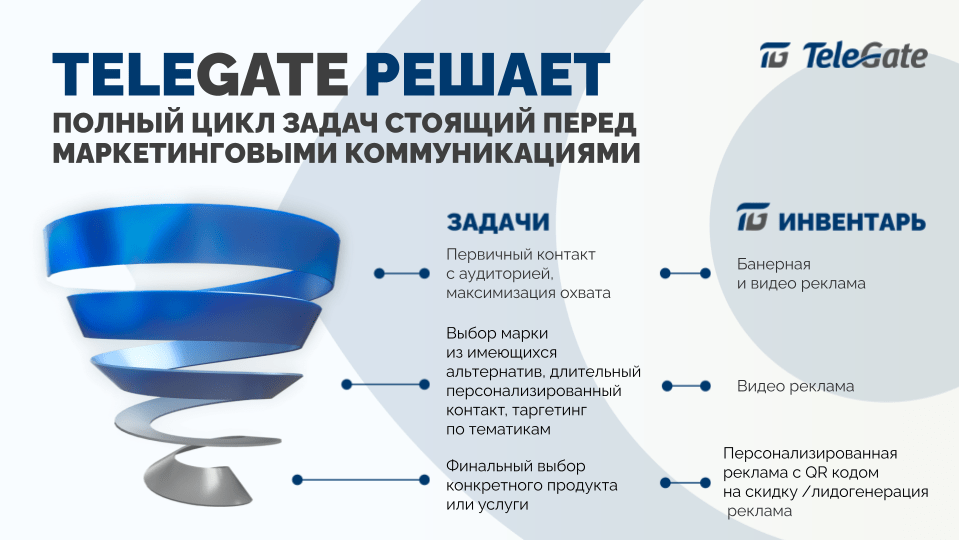 TELEGATE РЕШАЕТ
ПОЛНЫЙ ЦИКЛ ЗАДАЧ СТОЯЩИЙ ПЕРЕД
МАРКЕТИНГОВЫМИ КОММУНИКАЦИЯМИ
TG TeleGate
ЗАДАЧИ
Первичный контакт
с аудиторией,
максимизация охвата
Выбор марки
из имеющихся
альтернатив, длительный
персонализированный
контакт, таргетинг
по тематикам
Финальный выбор
конкретного продукта
или услуги
TG ИНВЕНТАРЬ
Банерная
и видео реклама
Видео реклама
Персонализированная
реклама с QR кодом
на скидку /лидогенерация
реклама